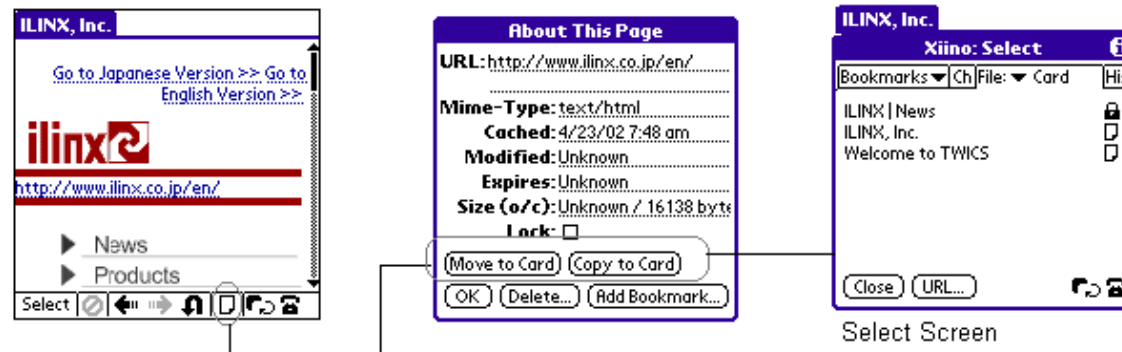 ILINX, Inc.
Go to Japanese Version >> Go to
English Version >>
ilinx
http://www.ilinx.co.jp/en/
News
Products
Select
About This Page
URL: http://www.ilinx.co.jp/en/
Mime-Type: text/html
Cached: 4/23/02 7:48 am
Modified: Unknown
Expires: Unknown
Size (o/c): Unknown / 16138 byte
Lock:
Move to Card Copy to Card
OK Delete... Add Bookmark...
ILINX, Inc.
Xiino: Select
Bookmarks Ch File: Card His
ILINX | News
ILINX, Inc.
Welcome to TWICS
Close URL...
Select Screen